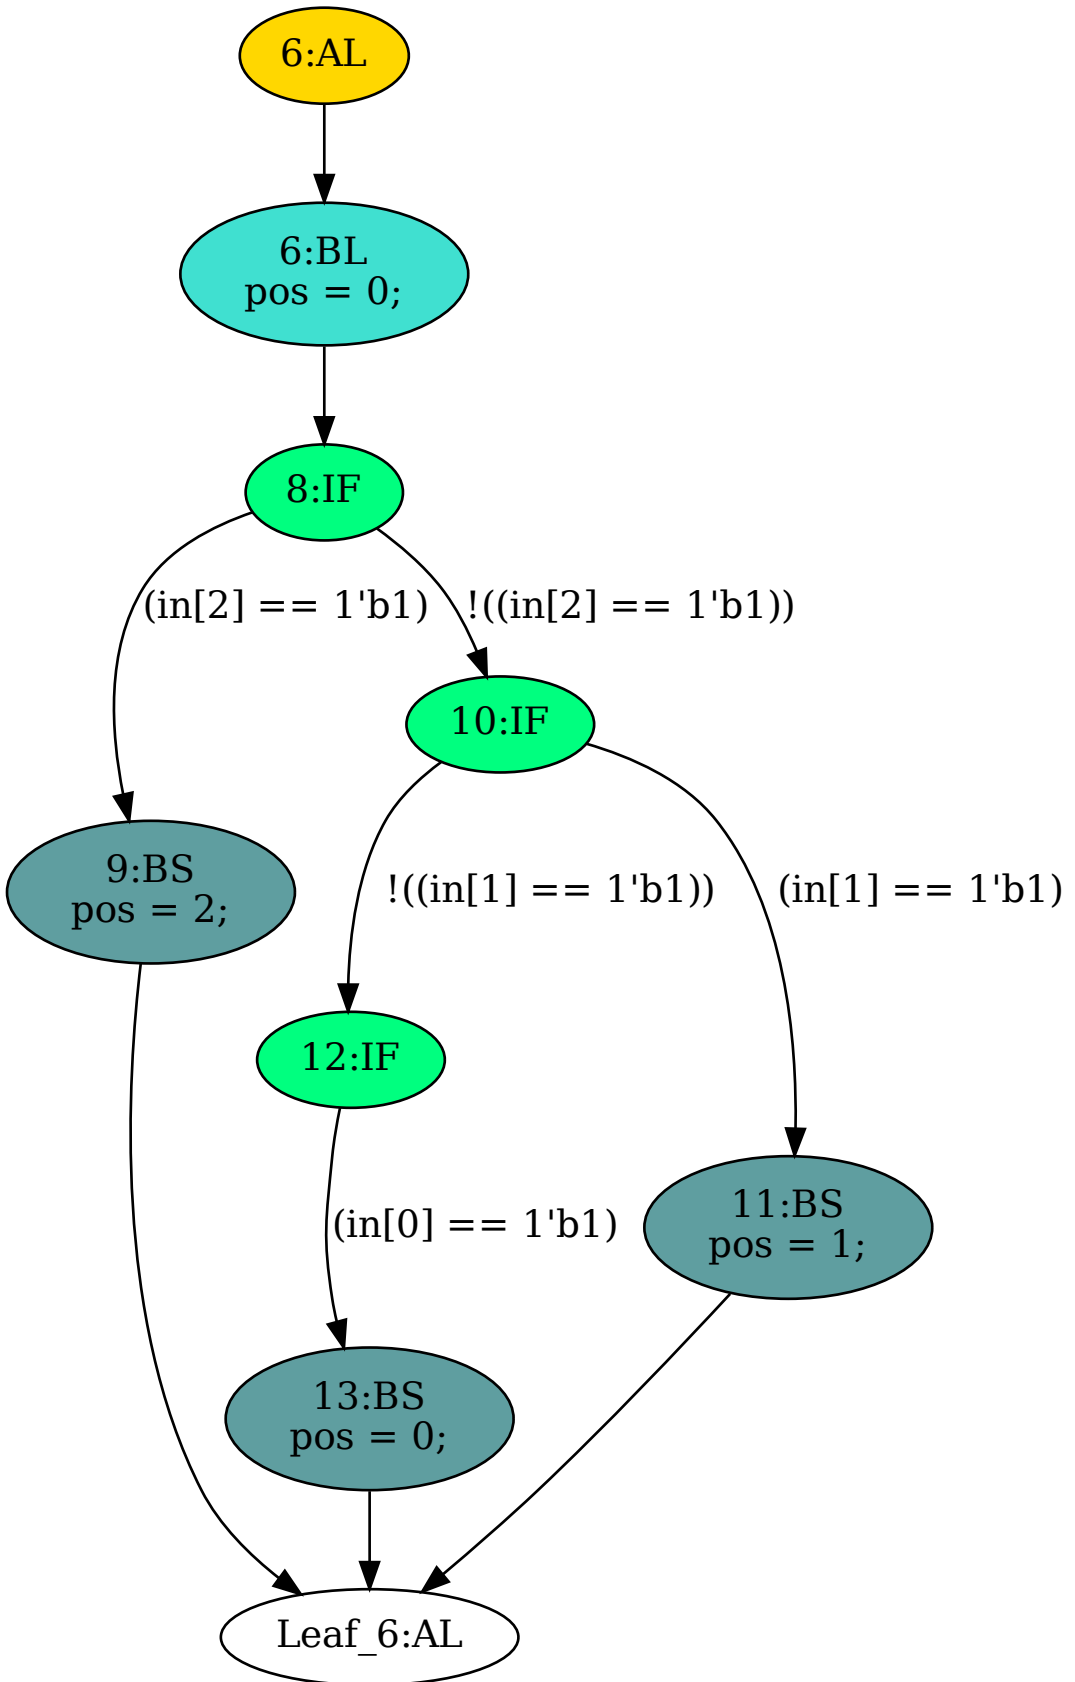 6:AL
6:BL
pos = 0;
8:IF
(in[2] == 1'b1)
!((in[2] == 1'b1))
10:IF
9:BS
pos = 2;
!((in[1] == 1'b1))
(in[1] == 1'b1)
12:IF
11:BS
pos = 1;
(in[0] == 1'b1)
13:BS
pos = 0;
Leaf_6:AL